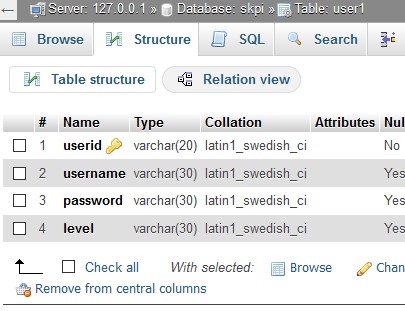 Server: 127.0.0.1 » Database: skpi » Table: user1
Browse Structure SQL Search
Table structure Relation view
# Name Type Collation Attributes Nul
1 userid varchar(20) latin1_swedish_ci No
2 username varchar(30) latin1_swedish_ci Yes
3 password varchar(30) latin1_swedish_ci Yes
4 level varchar(30) latin1_swedish_ci Yes
Check all With selected: Browse Chan
Remove from central columns